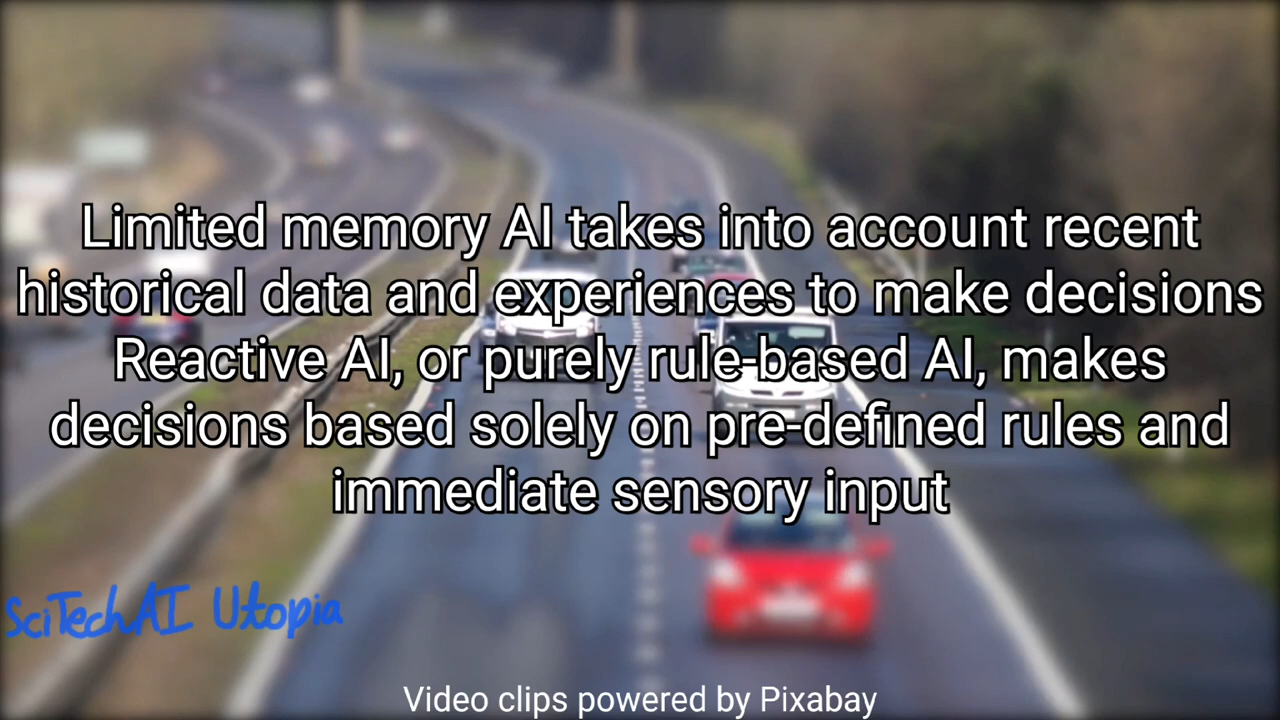 Limited memory AI takes into account recent
historical data and experiences to make decisions
Reactive AI, or purely rule-based AI, makes
decisions based solely on pre-defined rules and
immediate sensory input
SciTechAI Utopia
Video clips powered by Pixabay